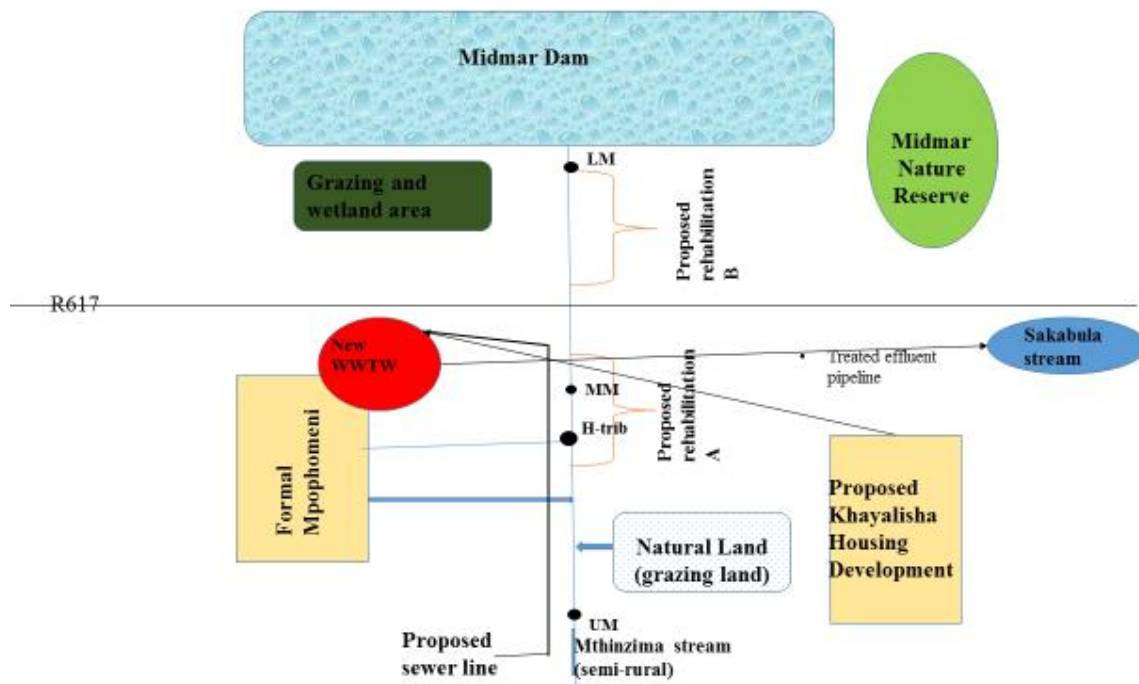 Midmar Dam
Midmar
Nature
Reserve
LM
Grazing and
wetland area
Proposed
rehabilitation
B
R617
New
WWTW
Sakabula
stream
Treated effluent
pipeline
MM
Proposed
rehabilitation
A
H-trib
Formal
Mpophomeni
Proposed
Khayalisha
Housing
Development
Natural Land
(grazing land)
UM
Proposed
sewer line
Mthinzima stream
(semi-rural)